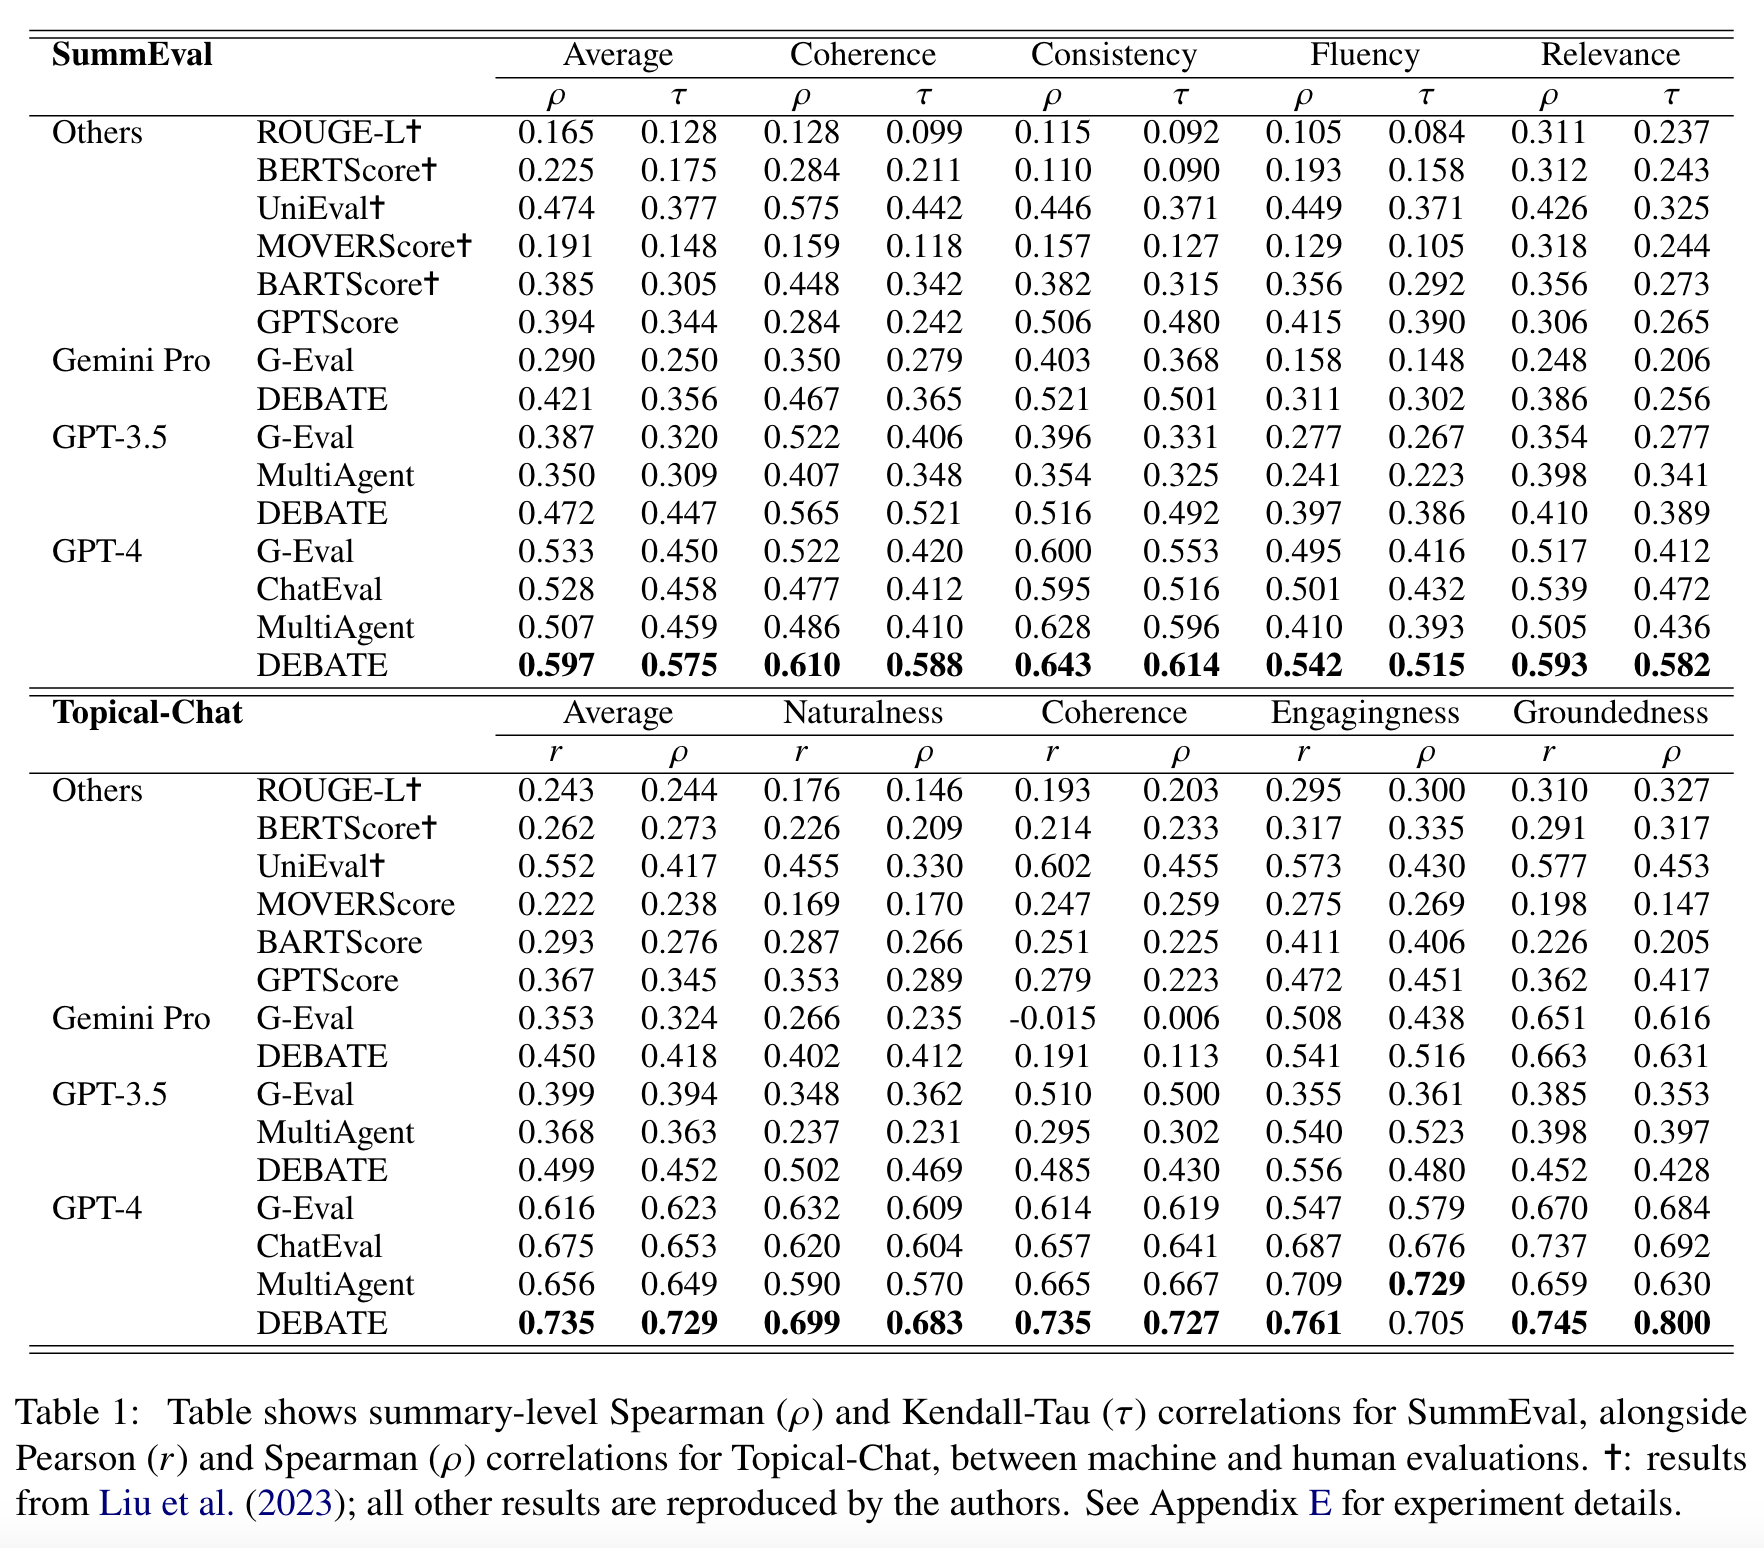 SummEval Average Coherence Consistency Fluency Relevance
ρ τ ρ τ ρ τ ρ τ ρ τ
Others ROUGE-L✝ 0.165 0.128 0.128 0.099 0.115 0.092 0.105 0.084 0.311 0.237
BERTScore✝ 0.225 0.175 0.284 0.211 0.110 0.090 0.193 0.158 0.312 0.243
UniEval✝ 0.474 0.377 0.575 0.442 0.446 0.371 0.449 0.371 0.426 0.325
MOVERScore✝ 0.191 0.148 0.159 0.118 0.157 0.127 0.129 0.105 0.318 0.244
BARTScore✝ 0.385 0.305 0.448 0.342 0.382 0.315 0.356 0.292 0.356 0.273
GPTScore 0.394 0.344 0.284 0.242 0.506 0.480 0.415 0.390 0.306 0.265
Gemini Pro G-Eval 0.290 0.250 0.350 0.279 0.403 0.368 0.158 0.148 0.248 0.206
DEBATE 0.421 0.356 0.467 0.365 0.521 0.501 0.311 0.302 0.386 0.256
GPT-3.5 G-Eval 0.387 0.320 0.522 0.406 0.396 0.331 0.277 0.267 0.354 0.277
MultiAgent 0.350 0.309 0.407 0.348 0.354 0.325 0.241 0.223 0.398 0.341
DEBATE 0.472 0.447 0.565 0.521 0.516 0.492 0.397 0.386 0.410 0.389
GPT-4 G-Eval 0.533 0.450 0.522 0.420 0.600 0.553 0.495 0.416 0.517 0.412
ChatEval 0.528 0.458 0.477 0.412 0.595 0.516 0.501 0.432 0.539 0.472
MultiAgent 0.507 0.459 0.486 0.410 0.628 0.596 0.410 0.393 0.505 0.436
DEBATE 0.597 0.575 0.610 0.588 0.643 0.614 0.542 0.515 0.593 0.582
Topical-Chat Average Naturalness Coherence Engagingness Groundedness
r ρ r ρ r ρ r ρ r ρ
Others ROUGE-L✝ 0.243 0.244 0.176 0.146 0.193 0.203 0.295 0.300 0.310 0.327
BERTScore✝ 0.262 0.273 0.226 0.209 0.214 0.233 0.317 0.335 0.291 0.317
UniEval✝ 0.552 0.417 0.455 0.330 0.602 0.455 0.573 0.430 0.577 0.453
MOVERScore 0.222 0.238 0.169 0.170 0.247 0.259 0.275 0.269 0.198 0.147
BARTScore 0.293 0.276 0.287 0.266 0.251 0.225 0.411 0.406 0.226 0.205
GPTScore 0.367 0.345 0.353 0.289 0.279 0.223 0.472 0.451 0.362 0.417
Gemini Pro G-Eval 0.353 0.324 0.266 0.235 -0.015 0.006 0.508 0.438 0.651 0.616
DEBATE 0.450 0.418 0.402 0.412 0.191 0.113 0.541 0.516 0.663 0.631
GPT-3.5 G-Eval 0.399 0.394 0.348 0.362 0.510 0.500 0.355 0.361 0.385 0.353
MultiAgent 0.368 0.363 0.237 0.231 0.295 0.302 0.540 0.523 0.398 0.397
DEBATE 0.499 0.452 0.502 0.469 0.485 0.430 0.556 0.480 0.452 0.428
GPT-4 G-Eval 0.616 0.623 0.632 0.609 0.614 0.619 0.547 0.579 0.670 0.684
ChatEval 0.675 0.653 0.620 0.604 0.657 0.641 0.687 0.676 0.737 0.692
MultiAgent 0.656 0.649 0.590 0.570 0.665 0.667 0.709 0.729 0.659 0.630
DEBATE 0.735 0.729 0.699 0.683 0.735 0.727 0.761 0.705 0.745 0.800
Table 1: Table shows summary-level Spearman (ρ) and Kendall-Tau (τ) correlations for SummEval, alongside
Pearson (r) and Spearman (ρ) correlations for Topical-Chat, between machine and human evaluations. ✝: results
from Liu et al. (2023); all other results are reproduced by the authors. See Appendix E for experiment details.